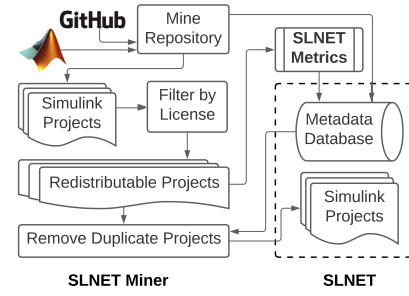 GitHub
Mine
Repository
SLNET
Metrics
Simulink
Projects
Filter by
License
Metadata
Database
Redistributable Projects
Simulink
Projects
Remove Duplicate Projects
SLNET Miner
SLNET